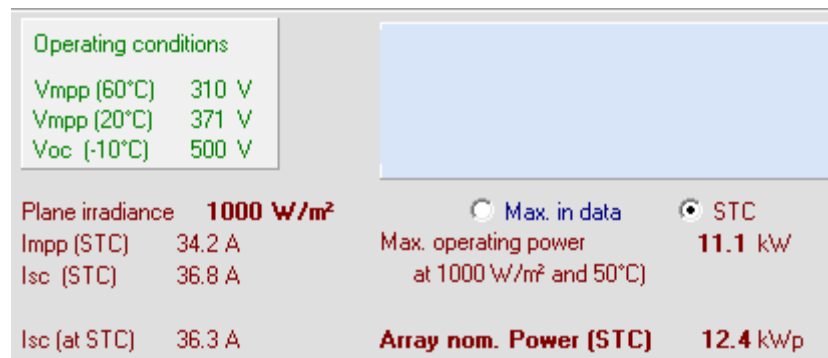 Operating conditions
Vmpp (60°C) 310 V
Vmpp (20°C) 371 V
Voc (-10°C) 500 V
Plane irradiance 1000 W/m²
Max. in data STC
Impp (STC) 34.2 A
Max. operating power 11.1 kW
Isc (STC) 36.8 A
at 1000 W/m² and 50°C)
Isc (at STC) 36.3 A
Array nom. Power (STC) 12.4 kWp